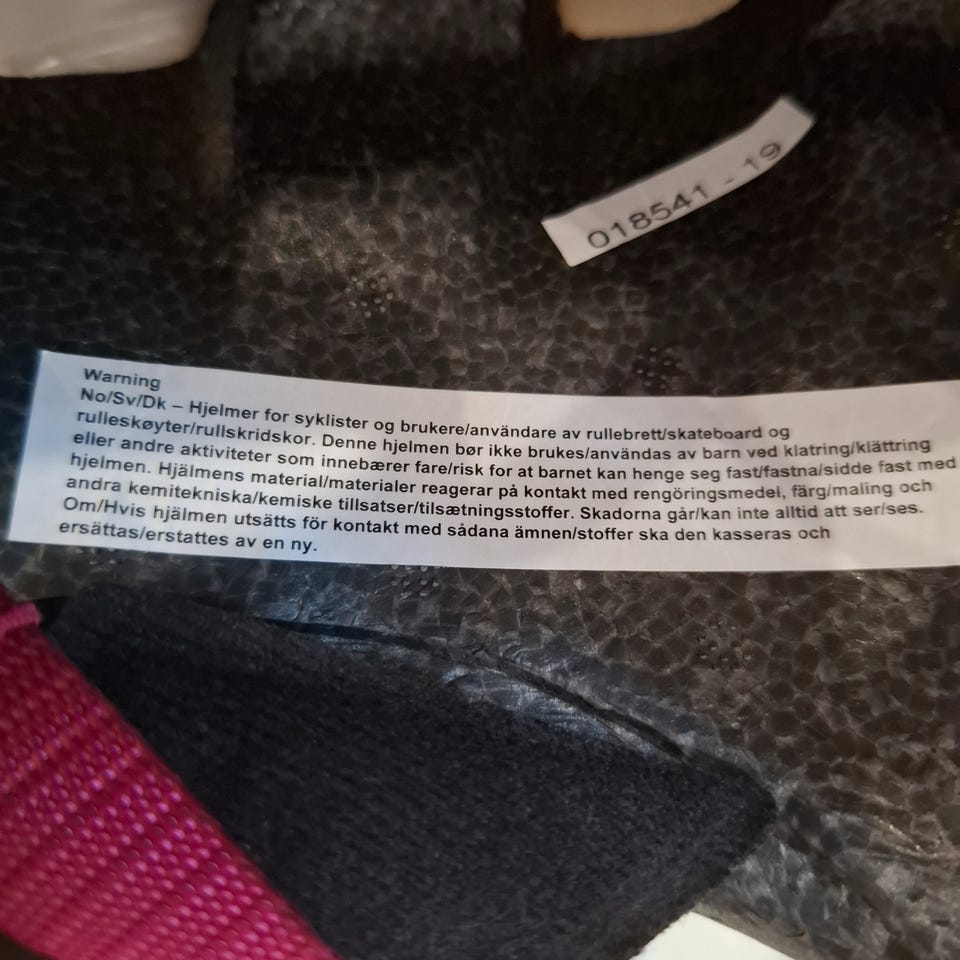 018541 - 19
Warning
No/Sv/Dk – Hjelmer for syklister og brukere/användare av rullebrett/skateboard og
rulleskøyter/rullskridskor. Denne hjelmen bør ikke brukes/användas av barn ved klatring/klättring
eller andre aktiviteter som innebærer fare/risk for at barnet kan henge seg fast/fastna/sidde fast med
hjelmen. Hjälmens material/materialer reagerar på kontakt med rengöringsmedel, färg/maling och
andra kemitekniska/kemiske tillsatser/tilsætningsstoffer. Skadorna går/kan inte alltid att ser/ses.
Om/Hvis hjälmen utsätts för kontakt med sådana ämnen/stoffer ska den kasseras och
ersättas/erstattes av en ny.